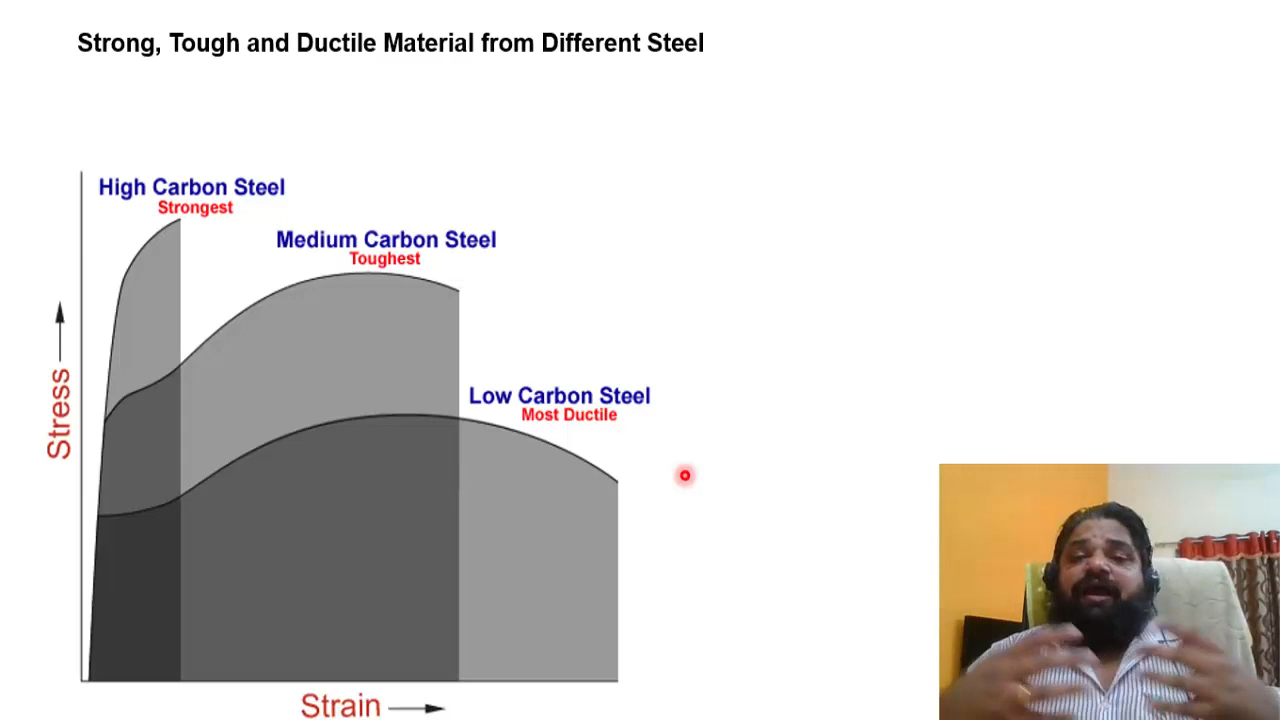 Strong, Tough and Ductile Material from Different Steel
High Carbon Steel
Strongest
Medium Carbon Steel
Toughest
Low Carbon Steel
Most Ductile
Stress
Strain